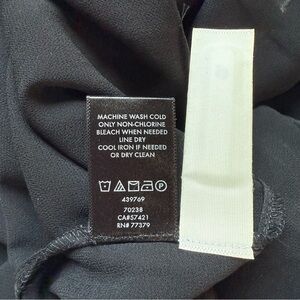 MACHINE WASH COLD
ONLY NON-CHLORINE
BLEACH WHEN NEEDED
LINE DRY
COOL IRON IF NEEDED
OR DRY CLEAN
439769
70238
CA#57421
RN# 77379